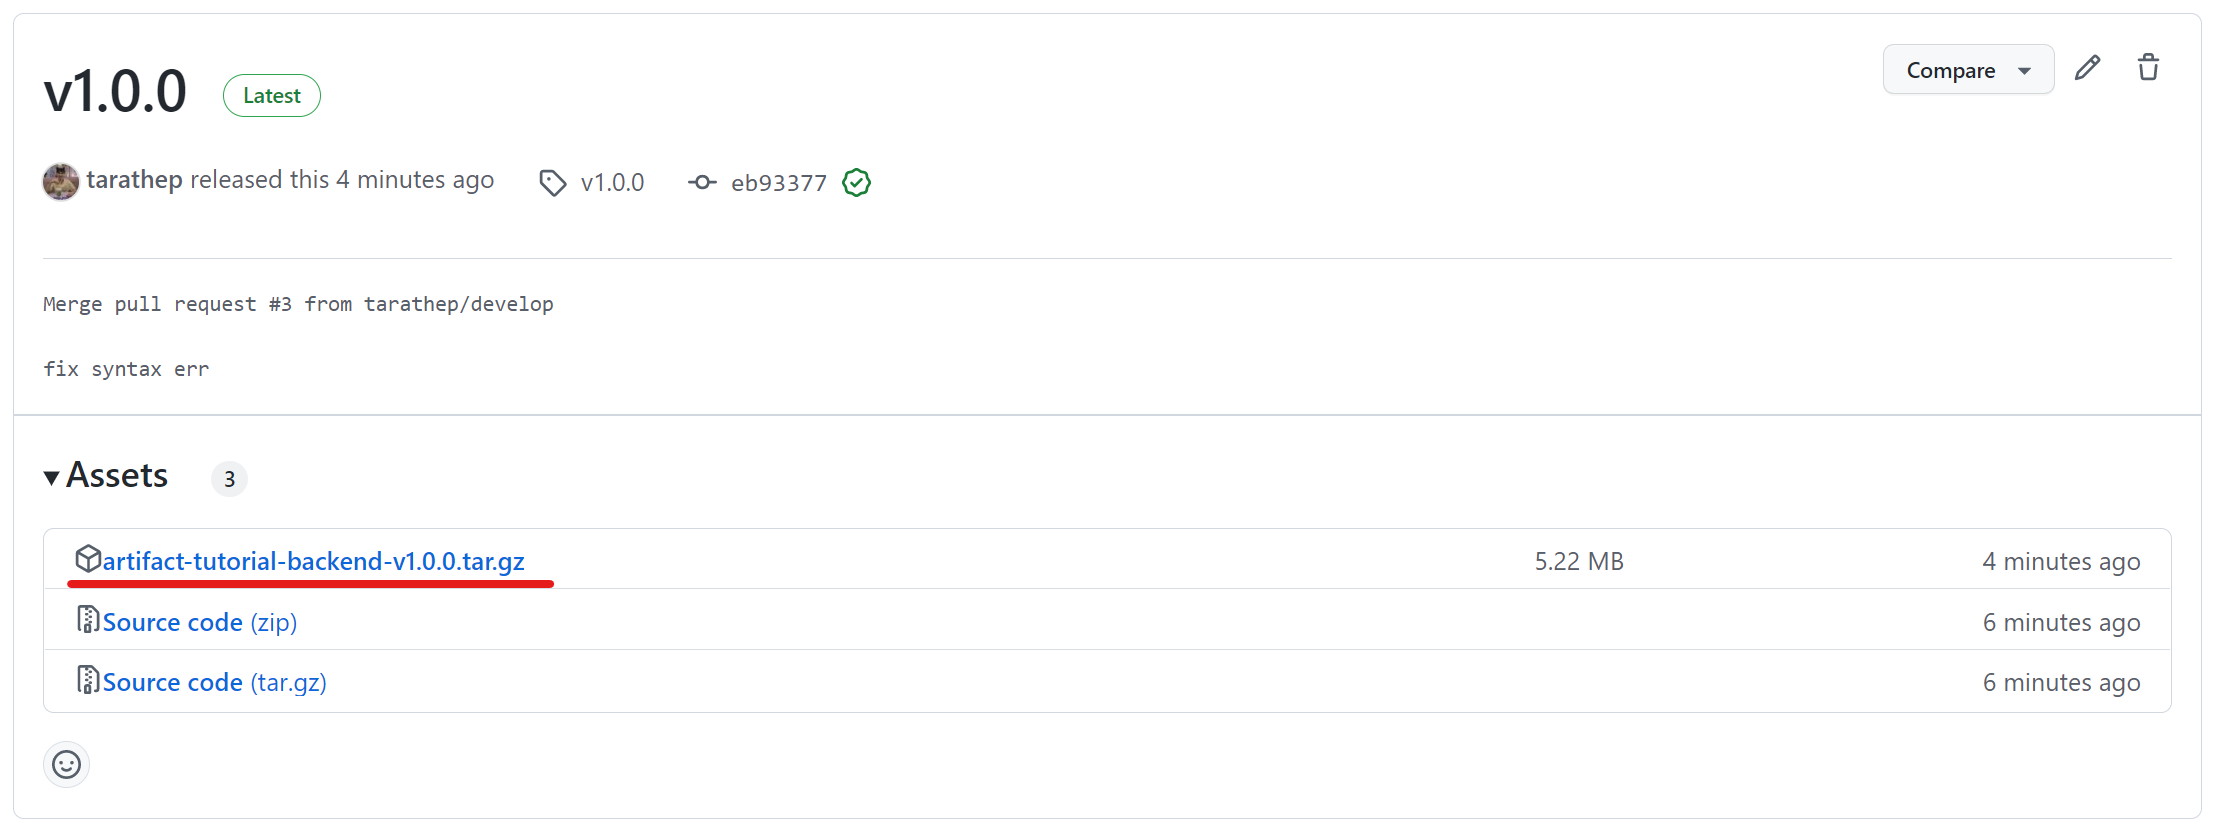 v1.0.0 Latest Compare
tarathep released this 4 minutes ago v1.0.0 eb93377
Merge pull request #3 from tarathep/develop
fix syntax err
Assets 3
artifact-tutorial-backend-v1.0.0.tar.gz 5.22 MB 4 minutes ago
Source code (zip) 6 minutes ago
Source code (tar.gz) 6 minutes ago